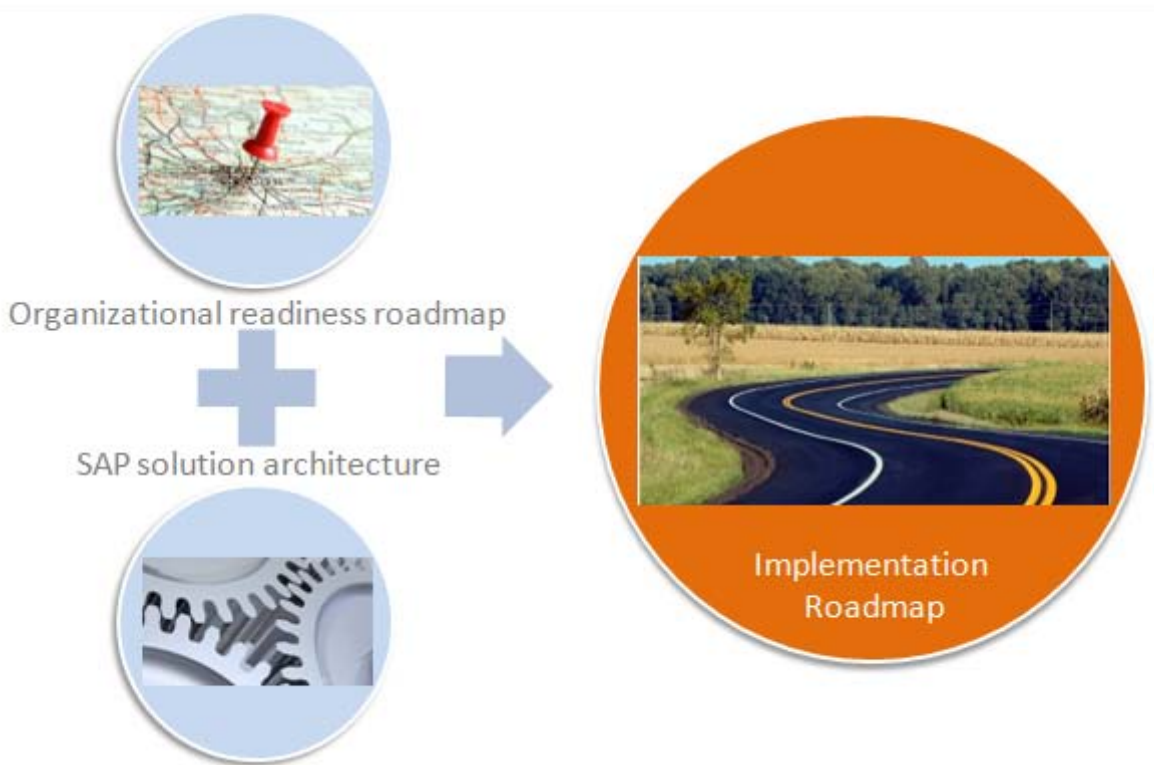 Organizational readiness roadmap
SAP solution architecture
Implementation
Roadmap